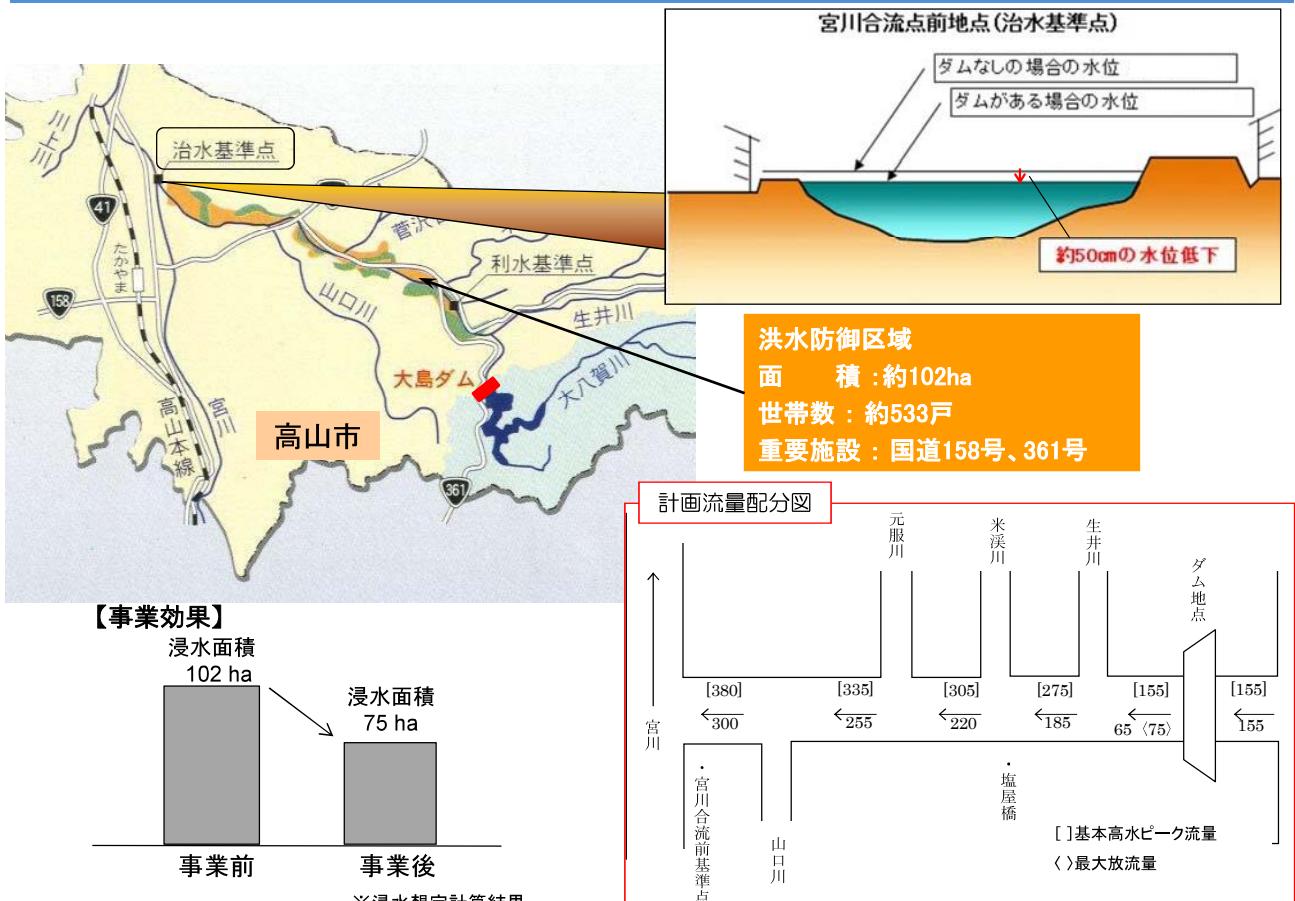 宮川合流点前地点(治水基準点)
ダムなしの場合の水位
ダムがある場合の水位
約50cmの水位低下
川上川
治水基準点
41
たかやま
158
菅沢
利水基準点
山口川
生井川
大島ダム
大八賀川
宮川
高山本線
高山市
361
洪水防御区域
面 積：約102ha
世帯数：約533戸
重要施設：国道158号、361号
【事業効果】
浸水面積
102 ha
浸水面積
75 ha
事業前
事業後
※浸水想定計算結果
計画流量配分図
元服川
米渓川
生井川
ダム地点
[380]
[335]
[305]
[275]
[155]
[155]
300
255
220
185
65〈75〉
155
宮川
・宮川合流前基準点
山口川
・塩屋橋
[ ]基本高水ピーク流量
〈 〉最大放流量